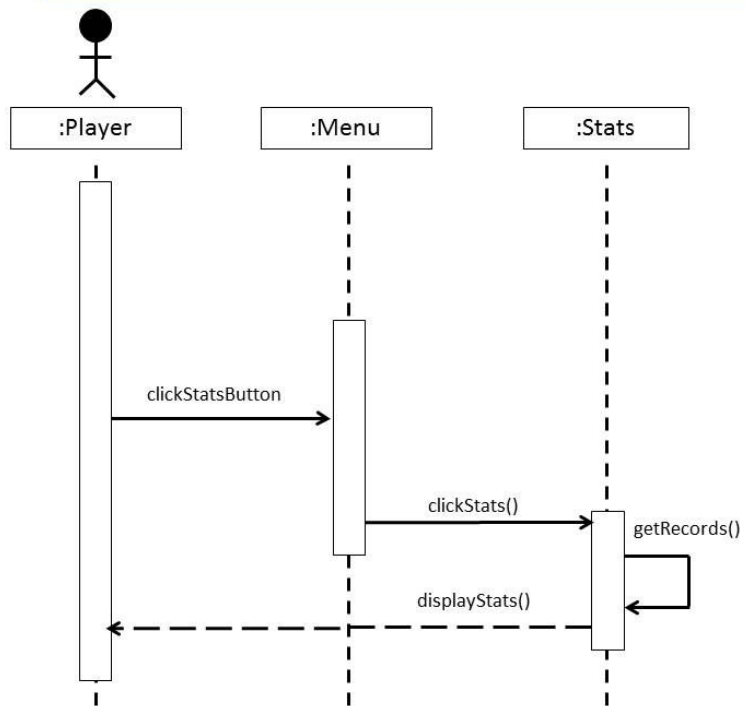 :Player
:Menu
:Stats
clickStatsButton
clickStats()
getRecords()
displayStats()